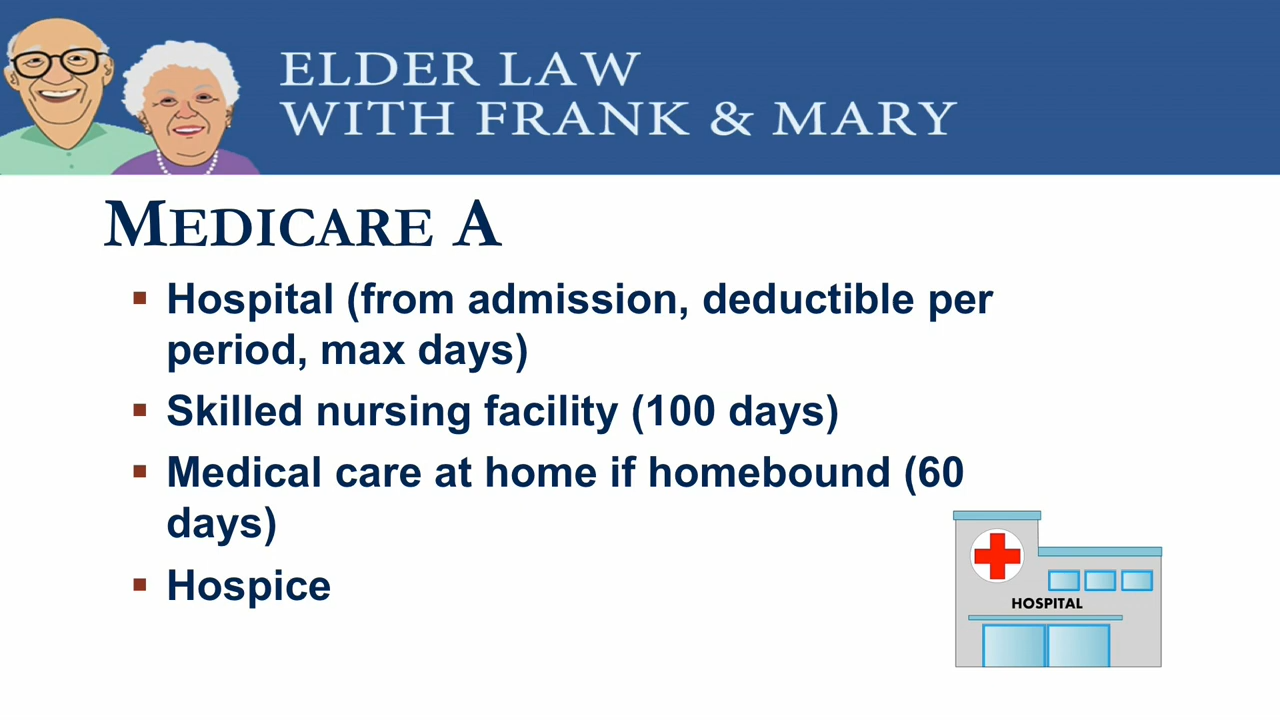 ELDER LAW
WITH FRANK & MARY
MEDICARE A
Hospital (from admission, deductible per
period, max days)
Skilled nursing facility (100 days)
Medical care at home if homebound (60
days)
Hospice
HOSPITAL